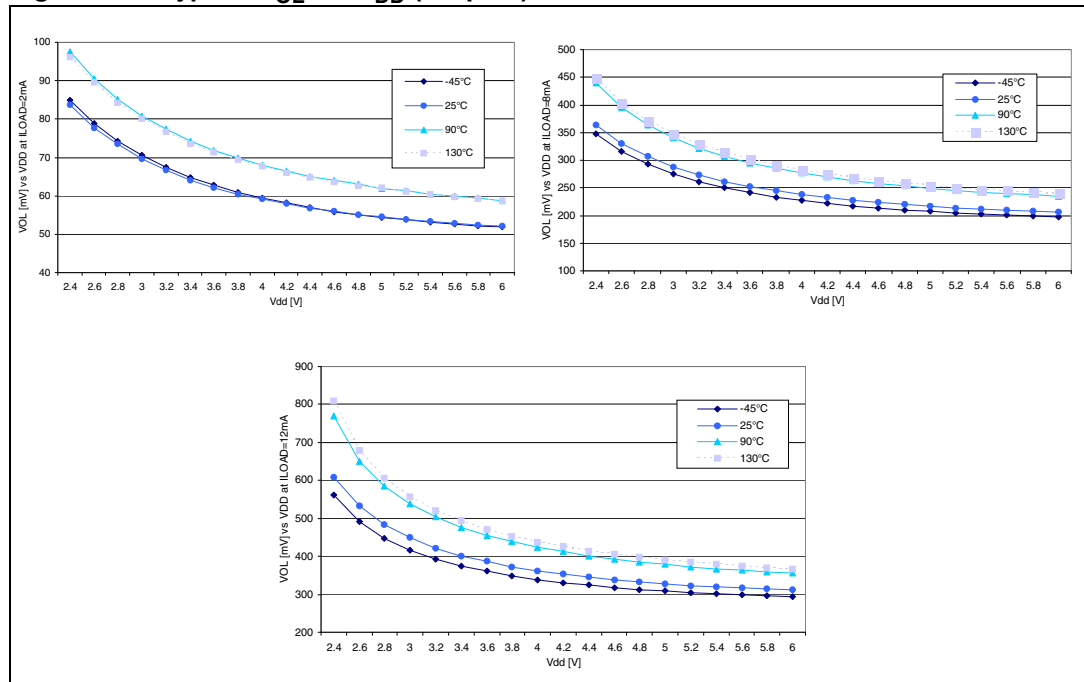 VOL [mV] vs VDD at ILOAD=2mA
100
90
80
70
60
50
40
2.4 2.6 2.8 3 3.2 3.4 3.6 3.8 4 4.2 4.4 4.6 4.8 5 5.2 5.4 5.6 5.8 6
Vdd [V]
-45°C
25°C
90°C
130°C
VOL [mV] vs VDD at ILOAD=8mA
500
450
400
350
300
250
200
150
100
2.4 2.6 2.8 3 3.2 3.4 3.6 3.8 4 4.2 4.4 4.6 4.8 5 5.2 5.4 5.6 5.8 6
Vdd [V]
-45°C
25°C
90°C
130°C
VOL [mV] vs VDD at ILOAD=12mA
900
800
700
600
500
400
300
200
2.4 2.6 2.8 3 3.2 3.4 3.6 3.8 4 4.2 4.4 4.6 4.8 5 5.2 5.4 5.6 5.8 6
Vdd [V]
-45°C
25°C
90°C
130°C